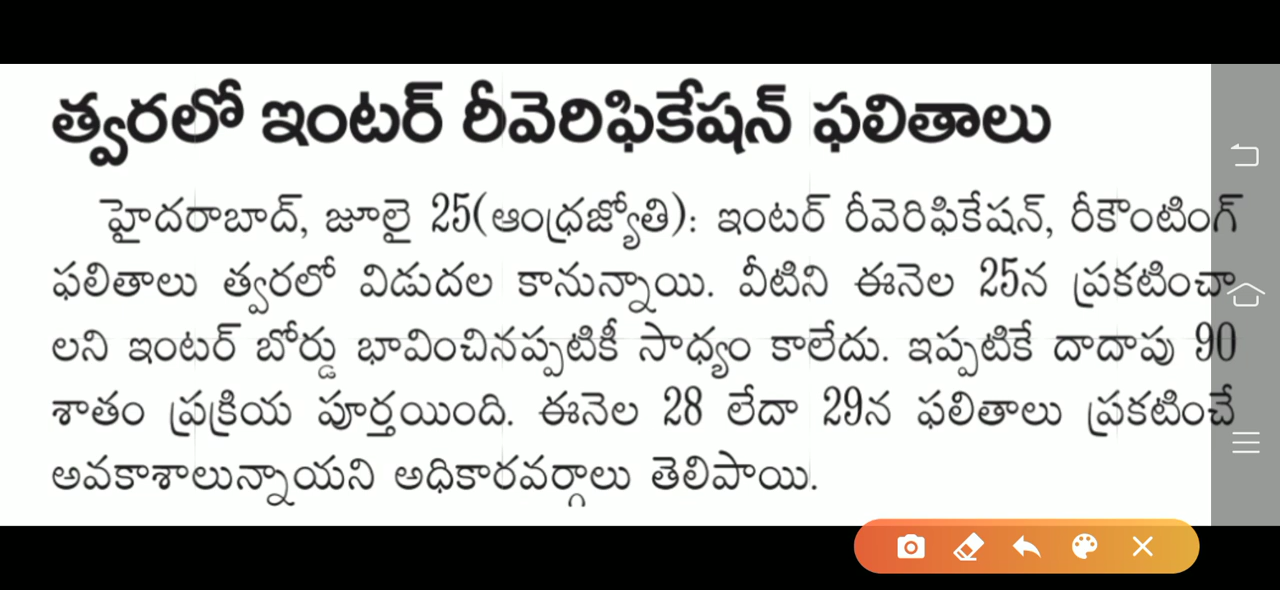 త్వరలో ఇంటర్ రీవెరిఫికేషన్ ఫలితాలు
హైదరాబాద్, జూలై 25(ఆంధ్రజ్యోతి): ఇంటర్ రీవెరిఫికేషన్, రీకౌంటింగ్
ఫలితాలు త్వరలో విడుదల కానున్నాయి. వీటిని ఈనెల 25న ప్రకటించా
లని ఇంటర్ బోర్డు భావించినప్పటికీ సాధ్యం కాలేదు. ఇప్పటికే దాదాపు 90
శాతం ప్రక్రియ పూర్తయింది. ఈనెల 28 లేదా 29న ఫలితాలు ప్రకటించే
అవకాశాలున్నాయని అధికారవర్గాలు తెలిపాయి.